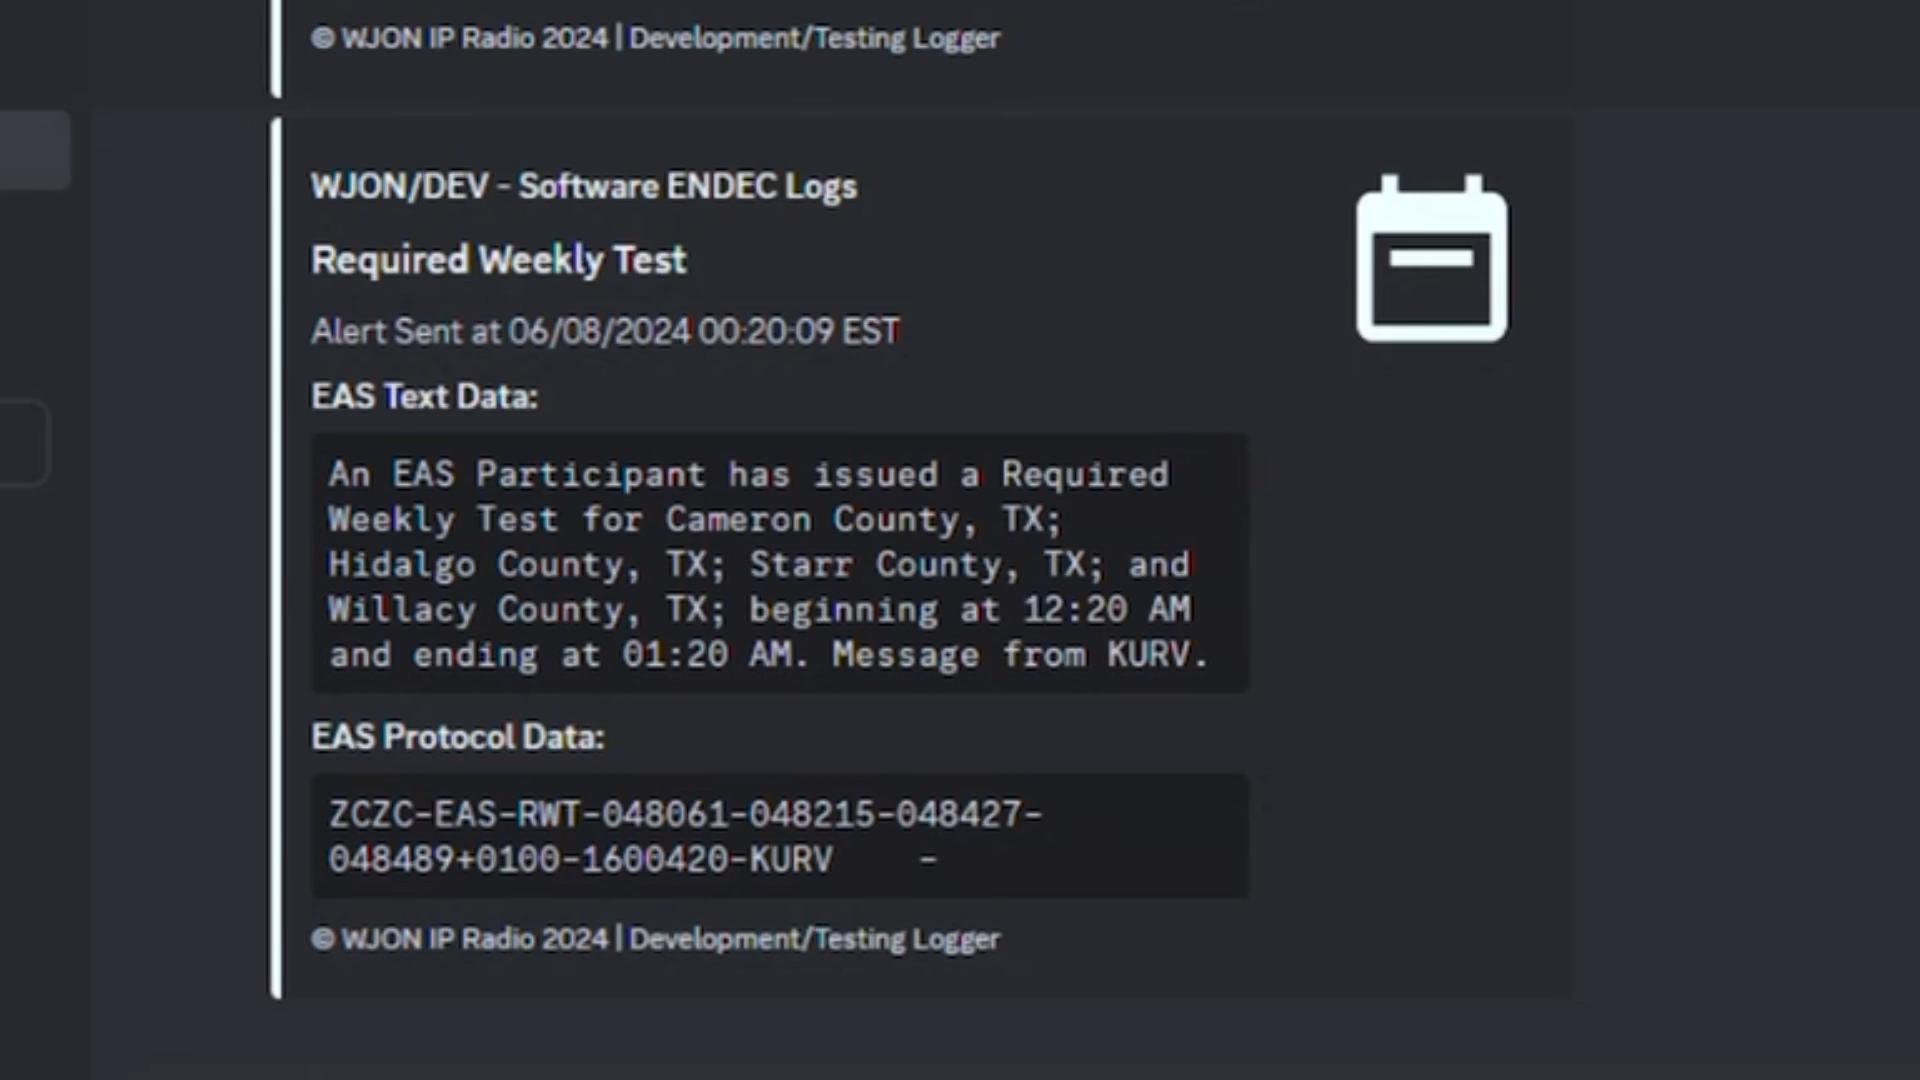 © WJON IP Radio 2024 | Development/Testing Logger
WJON/DEV - Software ENDEC Logs
Required Weekly Test
Alert Sent at 06/08/2024 00:20:09 EST
EAS Text Data:
An EAS Participant has issued a Required
Weekly Test for Cameron County, TX;
Hidalgo County, TX; Starr County, TX; and
Willacy County, TX; beginning at 12:20 AM
and ending at 01:20 AM. Message from KURV.
EAS Protocol Data:
ZCZC-EAS-RWT-048061-048215-048427-
048489+0100-1600420-KURV    -
© WJON IP Radio 2024 | Development/Testing Logger